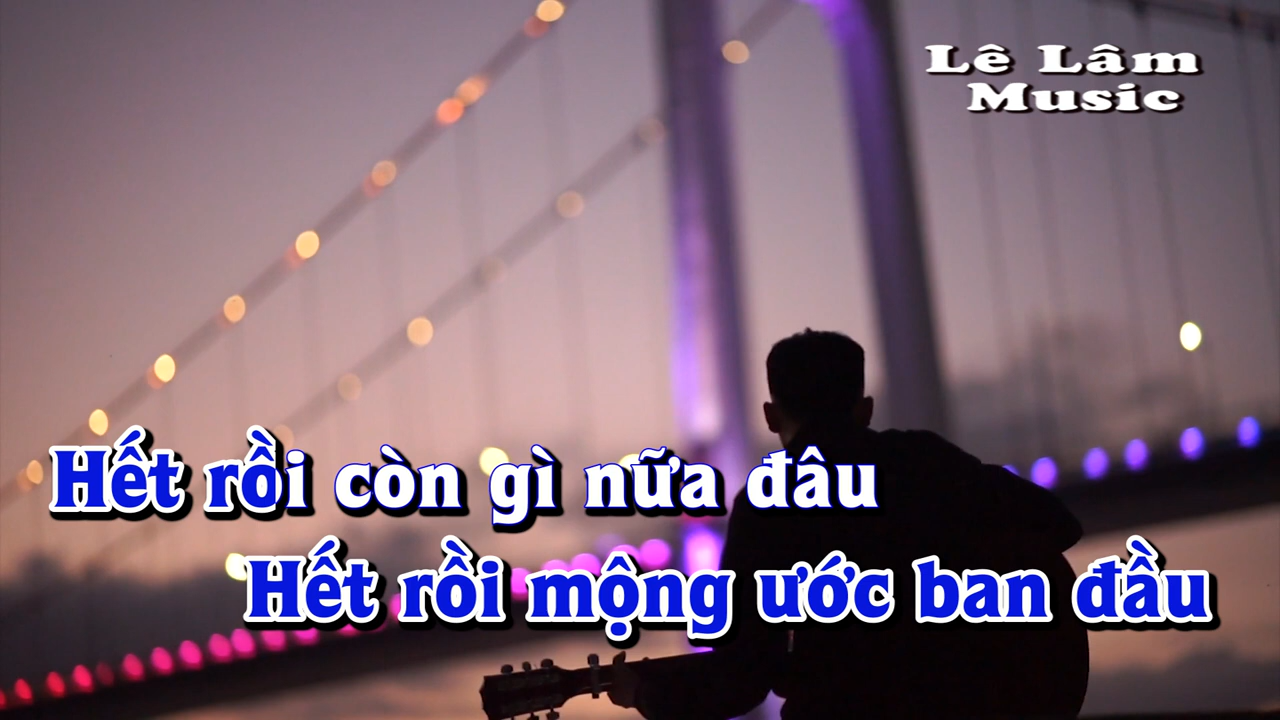 Lê Lâm
Music
Hết rồi còn gì nữa đâu
Hết rồi mộng ước ban đầu